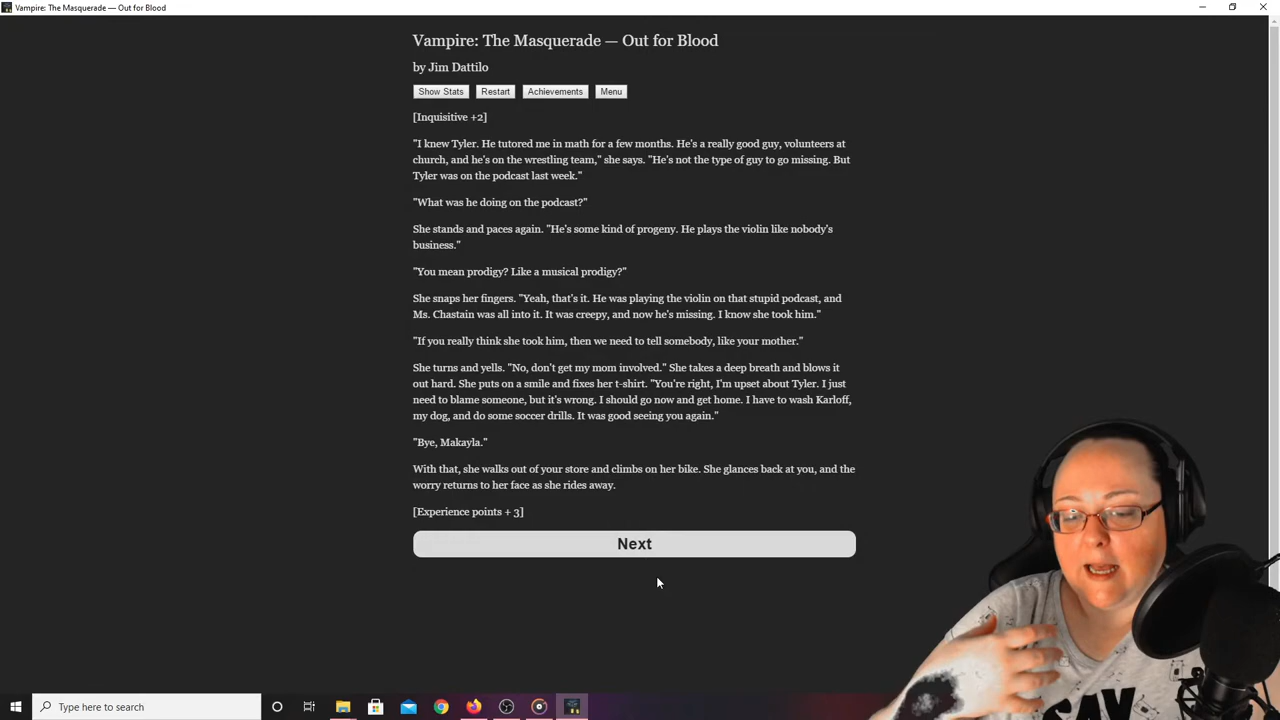 Vampire: The Masquerade — Out for Blood
Vampire: The Masquerade — Out for Blood
by Jim Dattilo
Show Stats Restart Achievements Menu
[Inquisitive +2]
"I knew Tyler. He tutored me in math for a few months. He's a really good guy, volunteers at
church, and he's on the wrestling team," she says. "He's not the type of guy to go missing. But
Tyler was on the podcast last week."
"What was he doing on the podcast?"
She stands and paces again. "He's some kind of progeny. He plays the violin like nobody's
business."
"You mean prodigy? Like a musical prodigy?"
She snaps her fingers. "Yeah, that's it. He was playing the violin on that stupid podcast, and
Ms. Chastain was all into it. It was creepy, and now he's missing. I know she took him."
"If you really think she took him, then we need to tell somebody, like your mother."
She turns and yells. "No, don't get my mom involved." She takes a deep breath and blows it
out hard. She puts on a smile and fixes her t-shirt. "You're right, I'm upset about Tyler. I just
need to blame someone, but it's wrong. I should go now and get home. I have to wash Karloff,
my dog, and do some soccer drills. It was good seeing you again."
"Bye, Makayla."
With that, she walks out of your store and climbs on her bike. She glances back at you, and the
worry returns to her face as she rides away.
[Experience points + 3]
Next
SAY
Type here to search